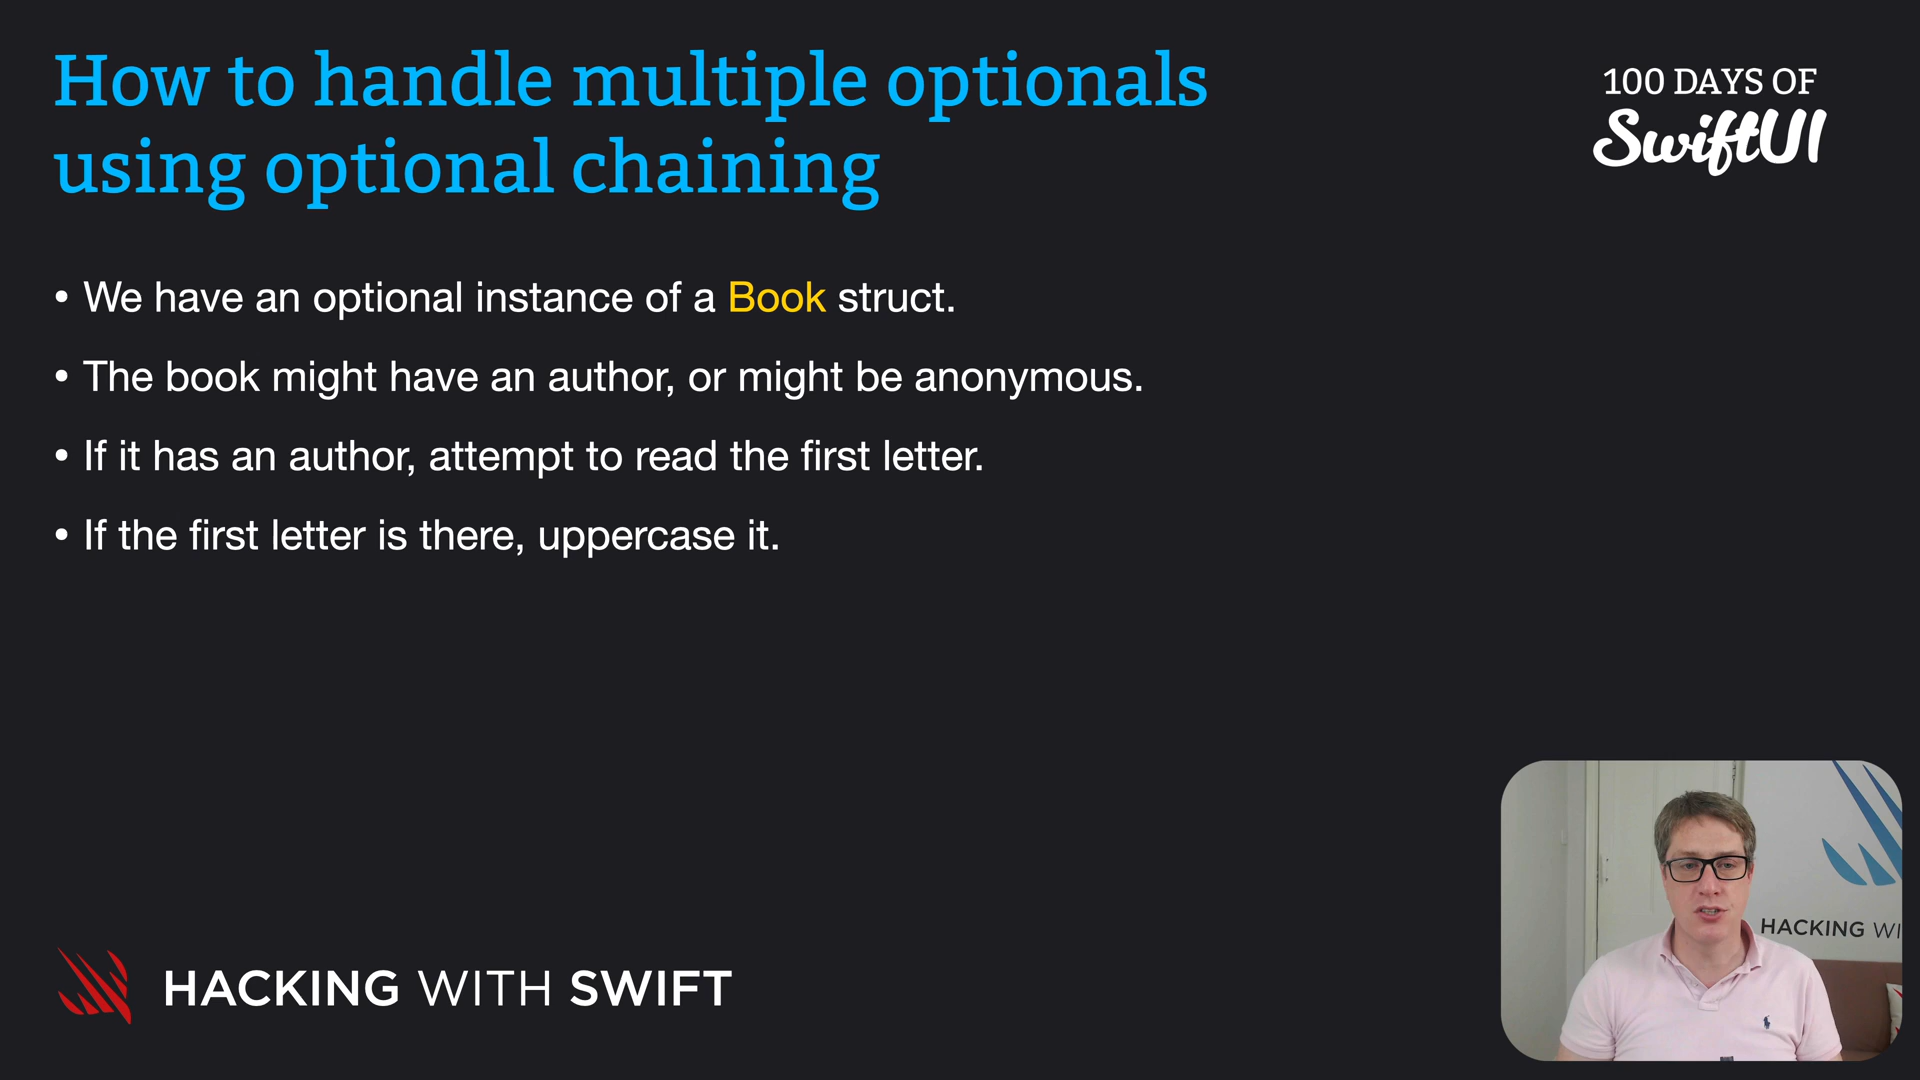 How to handle multiple optionals
using optional chaining
100 DAYS OF
SwiftUI
• We have an optional instance of a Book struct.
• The book might have an author, or might be anonymous.
• If it has an author, attempt to read the first letter.
• If the first letter is there, uppercase it.
HACKING WI
HACKING WITH SWIFT